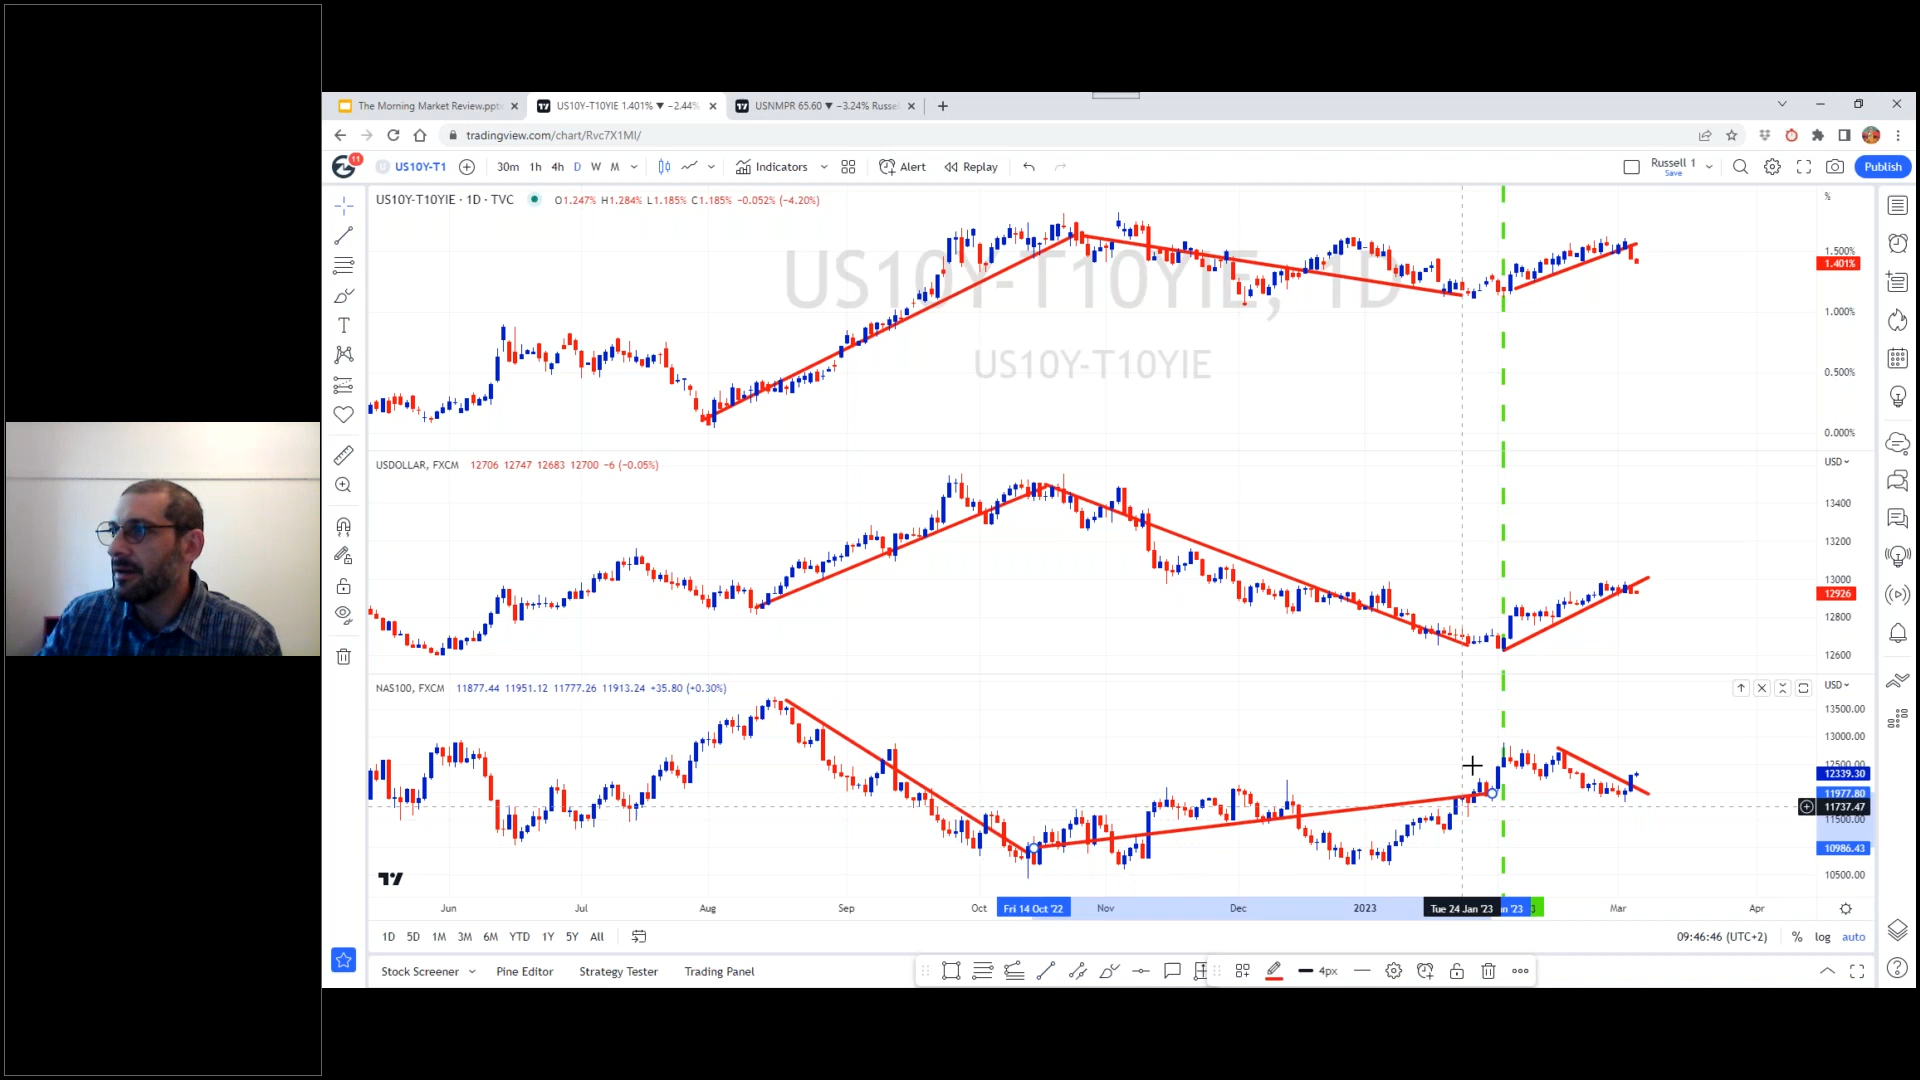 The Morning Market Review.ppt
US10Y-T10YIE 1.401% ▼ −2.44%
USNMPR 65.60 ▼ −3.24% Russe
tradingview.com/chart/Rvc7X1MI/
11
US10Y-T1
30m 1h 4h D W M
Indicators
Alert
Replay
Russell 1
Save
Publish
US10Y-T10YIE · 1D · TVC
O1.247% H1.284% L1.185% C1.185% −0.052% (−4.20%)
%
US10Y-T10YIE, 1D
US10Y-T10YIE
1.500%
1.401%
1.000%
0.500%
0.000%
USDOLLAR, FXCM 12706 12747 12683 12700 −6 (−0.05%)
USD
13400
13200
13000
12926
12800
12600
NAS100, FXCM 11877.44 11951.12 11777.26 11913.24 +35.80 (+0.30%)
USD
13500.00
13000.00
12339.30
11977.80
11737.47
11500.00
10986.43
10500.00
Jun Jul Aug Sep Oct Fri 14 Oct '22 Nov Dec 2023 Tue 24 Jan '23 n '23 3 Mar Apr
1D 5D 1M 3M 6M YTD 1Y 5Y All
09:46:46 (UTC+2) % log auto
Stock Screener Pine Editor Strategy Tester Trading Panel
4px